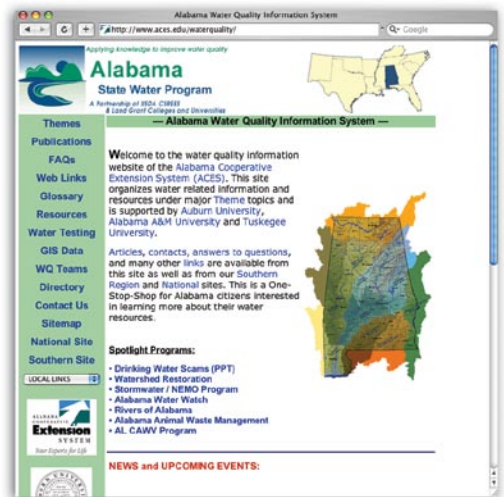 Alabama Water Quality Information System
http://www.aces.edu/waterquality/
Google
Applying knowledge to improve water quality
Alabama
State Water Program
A Partnership of USDA CSREES
& Land Grant Colleges and Universities
Themes
Publications
FAQs
Web Links
Glossary
Resources
Water Testing
GIS Data
WQ Teams
Directory
Contact Us
Sitemap
National Site
Southern Site
LOCAL LINKS
ALABAMA
COOPERATIVE
Extension
SYSTEM
Your Experts for Life
— Alabama Water Quality Information System —
Welcome to the water quality information
website of the Alabama Cooperative
Extension System (ACES). This site
organizes water related information and
resources under major Theme topics and
is supported by Auburn University,
Alabama A&M University and Tuskegee
University.
Articles, contacts, answers to questions,
and many other links are available from
this site as well as from our Southern
Region and National sites. This is a One-
Stop-Shop for Alabama citizens interested
in learning more about their water
resources.
Spotlight Programs:
• Drinking Water Scams (PPT)
• Watershed Restoration
• Stormwater / NEMO Program
• Alabama Water Watch
• Rivers of Alabama
• Alabama Animal Waste Management
• AL CAWV Program
NEWS and UPCOMING EVENTS: